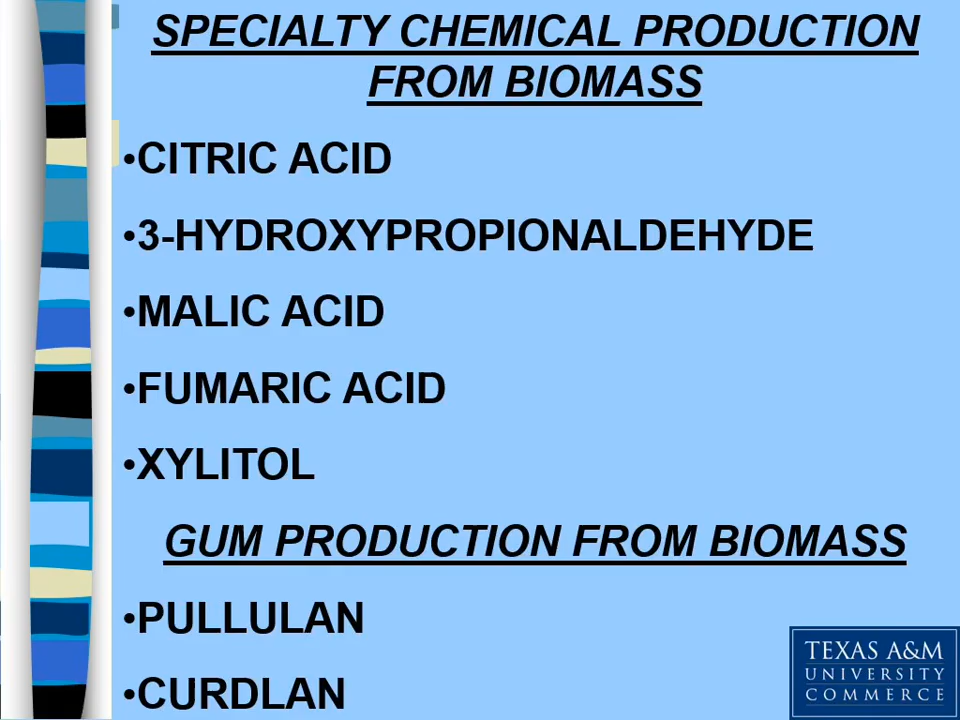 SPECIALTY CHEMICAL PRODUCTION
FROM BIOMASS
•CITRIC ACID
•3-HYDROXYPROPIONALDEHYDE
•MALIC ACID
•FUMARIC ACID
•XYLITOL
GUM PRODUCTION FROM BIOMASS
•PULLULAN
•CURDLAN
TEXAS A&M
UNIVERSITY
COMMERCE